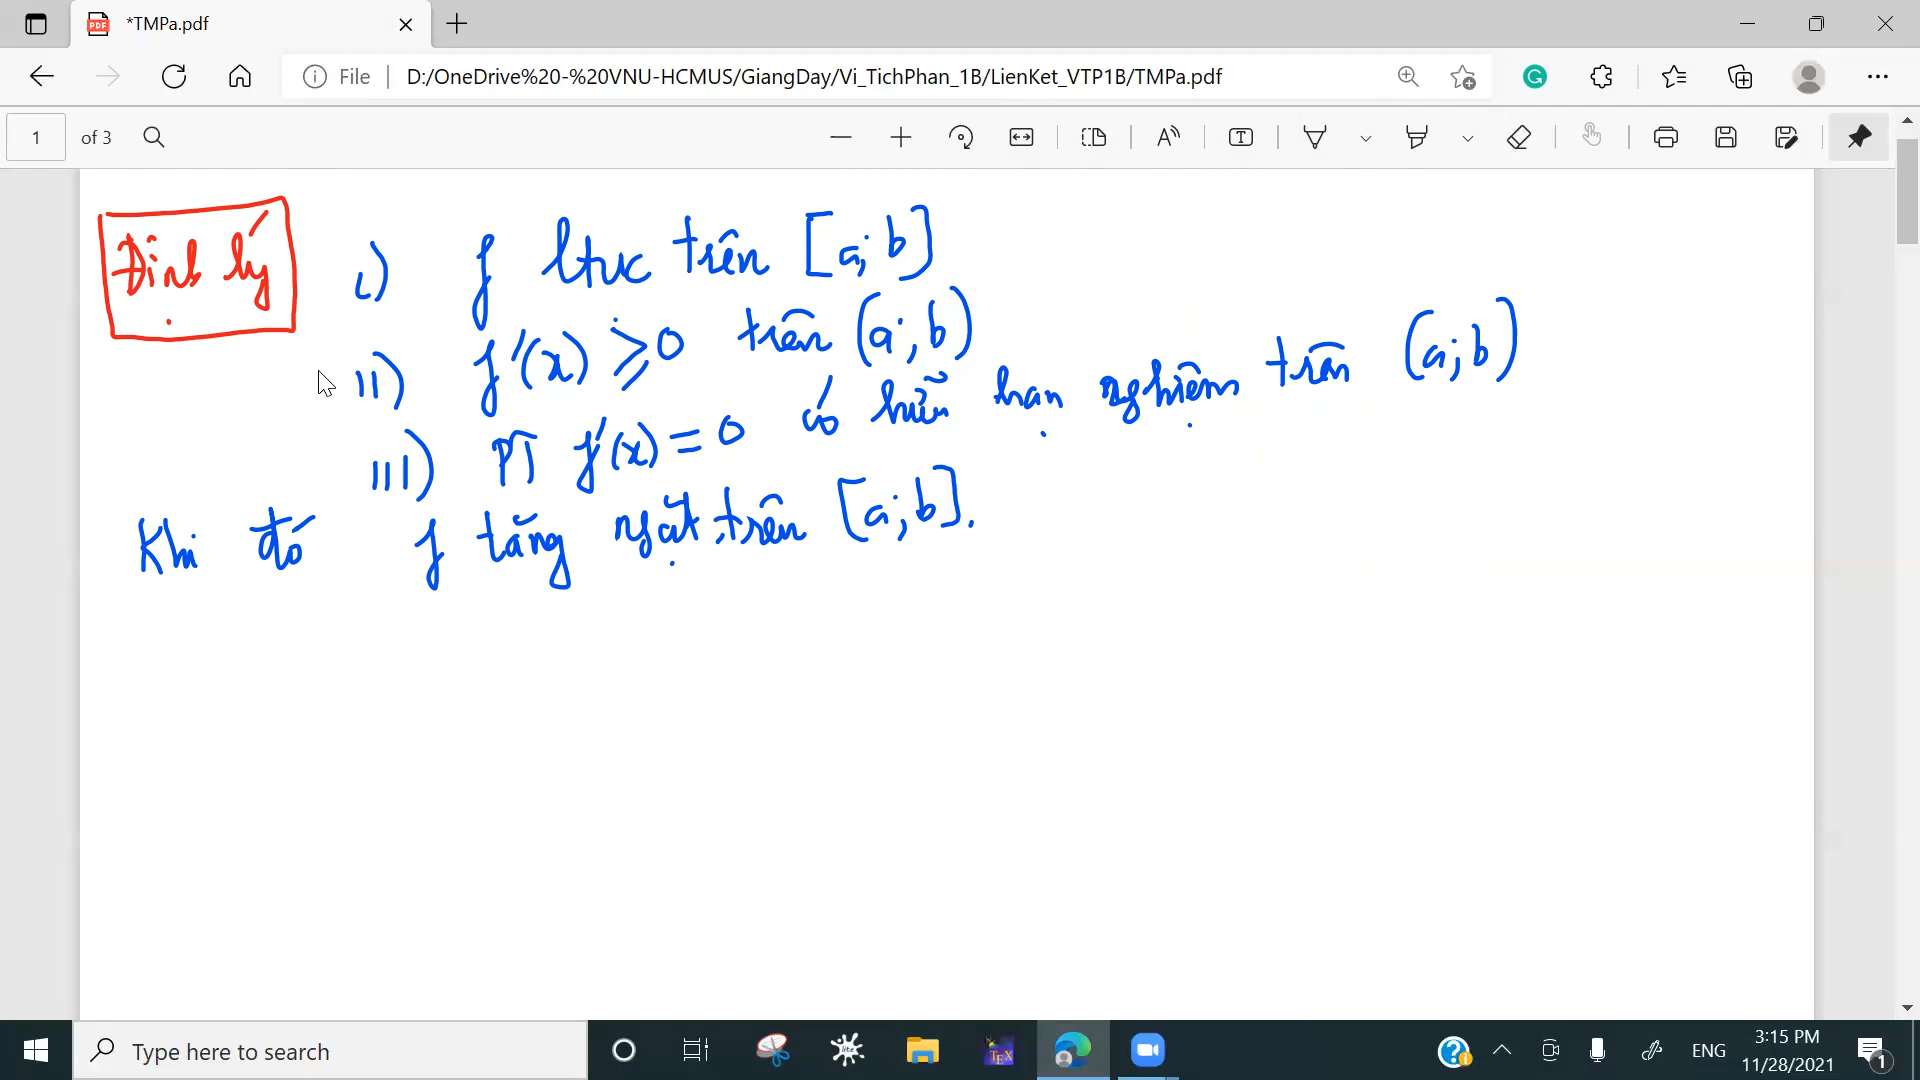 *TMPa.pdf
File
D:/OneDrive%20-%20VNU-HCMUS/GiangDay/Vi_TichPhan_1B/LienKet_VTP1B/TMPa.pdf
1 of 3
Định lý
i) f ltuc trên [a; b]
ii) f'(x) ⩾ 0 trên (a; b)
iii) PT f'(x) = 0 có hữu hạn nghiệm trên (a; b)
Khi đó f tăng ngặt trên [a; b].
Type here to search
ENG
3:15 PM
11/28/2021
1